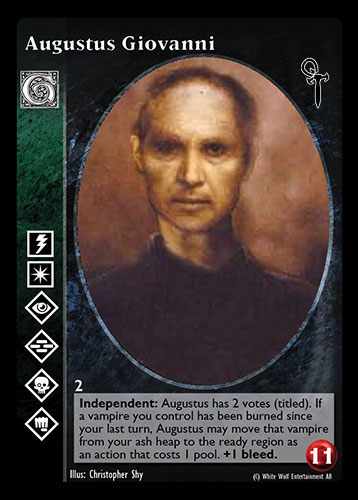 Augustus Giovanni
2
Independent: Augustus has 2 votes (titled). If
a vampire you control has been burned since
your last turn, Augustus may move that vampire
from your ash heap to the ready region as
an action that costs 1 pool. +1 bleed.
11
Illus: Christopher Shy
(C) White Wolf Entertainment AB